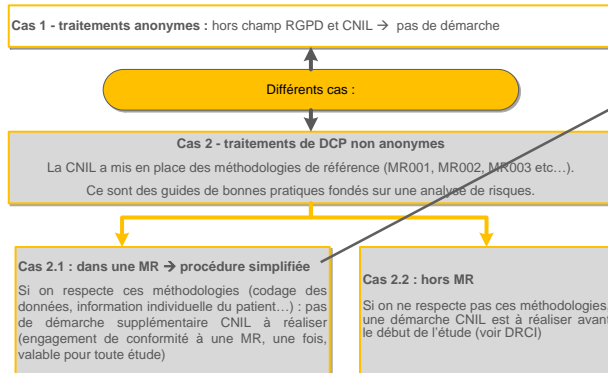 Cas 1 - traitements anonymes : hors champ RGPD et CNIL → pas de démarche
Différents cas :
Cas 2 - traitements de DCP non anonymes
La CNIL a mis en place des méthodologies de référence (MR001, MR002, MR003 etc…).
Ce sont des guides de bonnes pratiques fondés sur une analyse de risques.
Cas 2.1 : dans une MR → procédure simplifiée
Si on respecte ces méthodologies (codage des
données, information individuelle du patient…) : pas
de démarche supplémentaire CNIL à réaliser
(engagement de conformité à une MR, une fois,
valable pour toute étude)
Cas 2.2 : hors MR
Si on ne respecte pas ces méthodologies,
une démarche CNIL est à réaliser avant
le début de l'étude (voir DRCI)